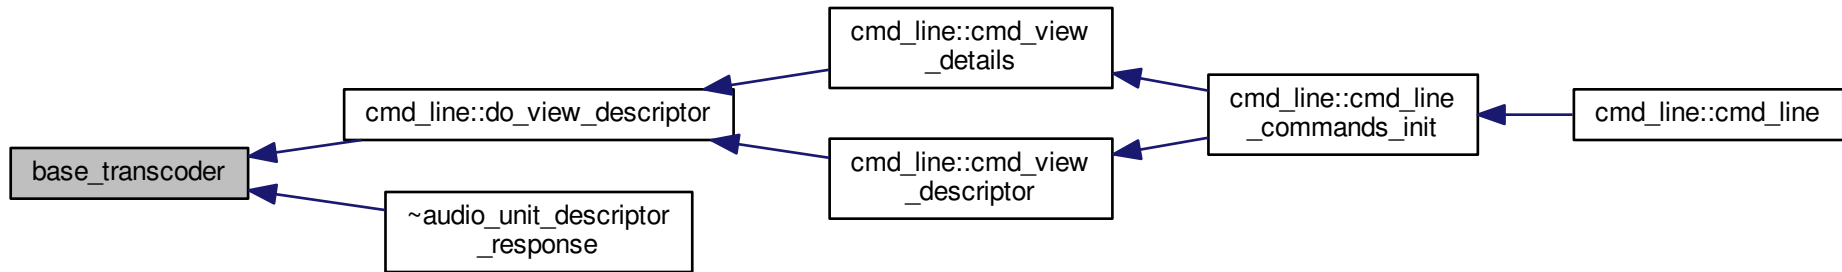 base_transcoder
cmd_line::do_view_descriptor
~audio_unit_descriptor
_response
cmd_line::cmd_view
_details
cmd_line::cmd_view
_descriptor
cmd_line::cmd_line
_commands_init
cmd_line::cmd_line